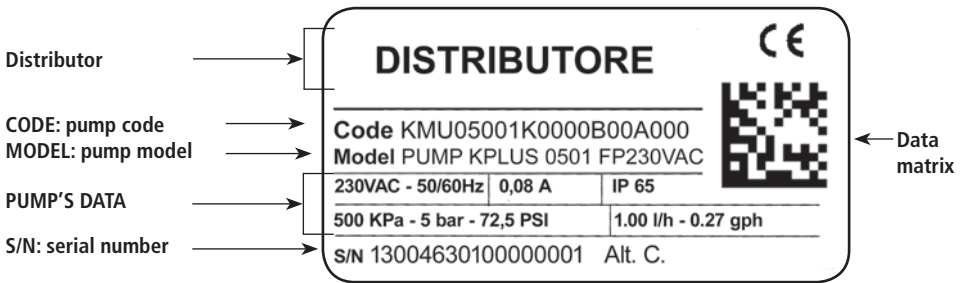 Distributor
DISTRIBUTORE
CE
CODE: pump code
Code KMU05001K0000B00A000
MODEL: pump model
Model PUMP KPLUS 0501 FP230VAC
Data
matrix
PUMP'S DATA
230VAC - 50/60Hz 0,08 A IP 65
500 KPa - 5 bar - 72,5 PSI 1.00 l/h - 0.27 gph
S/N: serial number
S/N 13004630100000001 Alt. C.